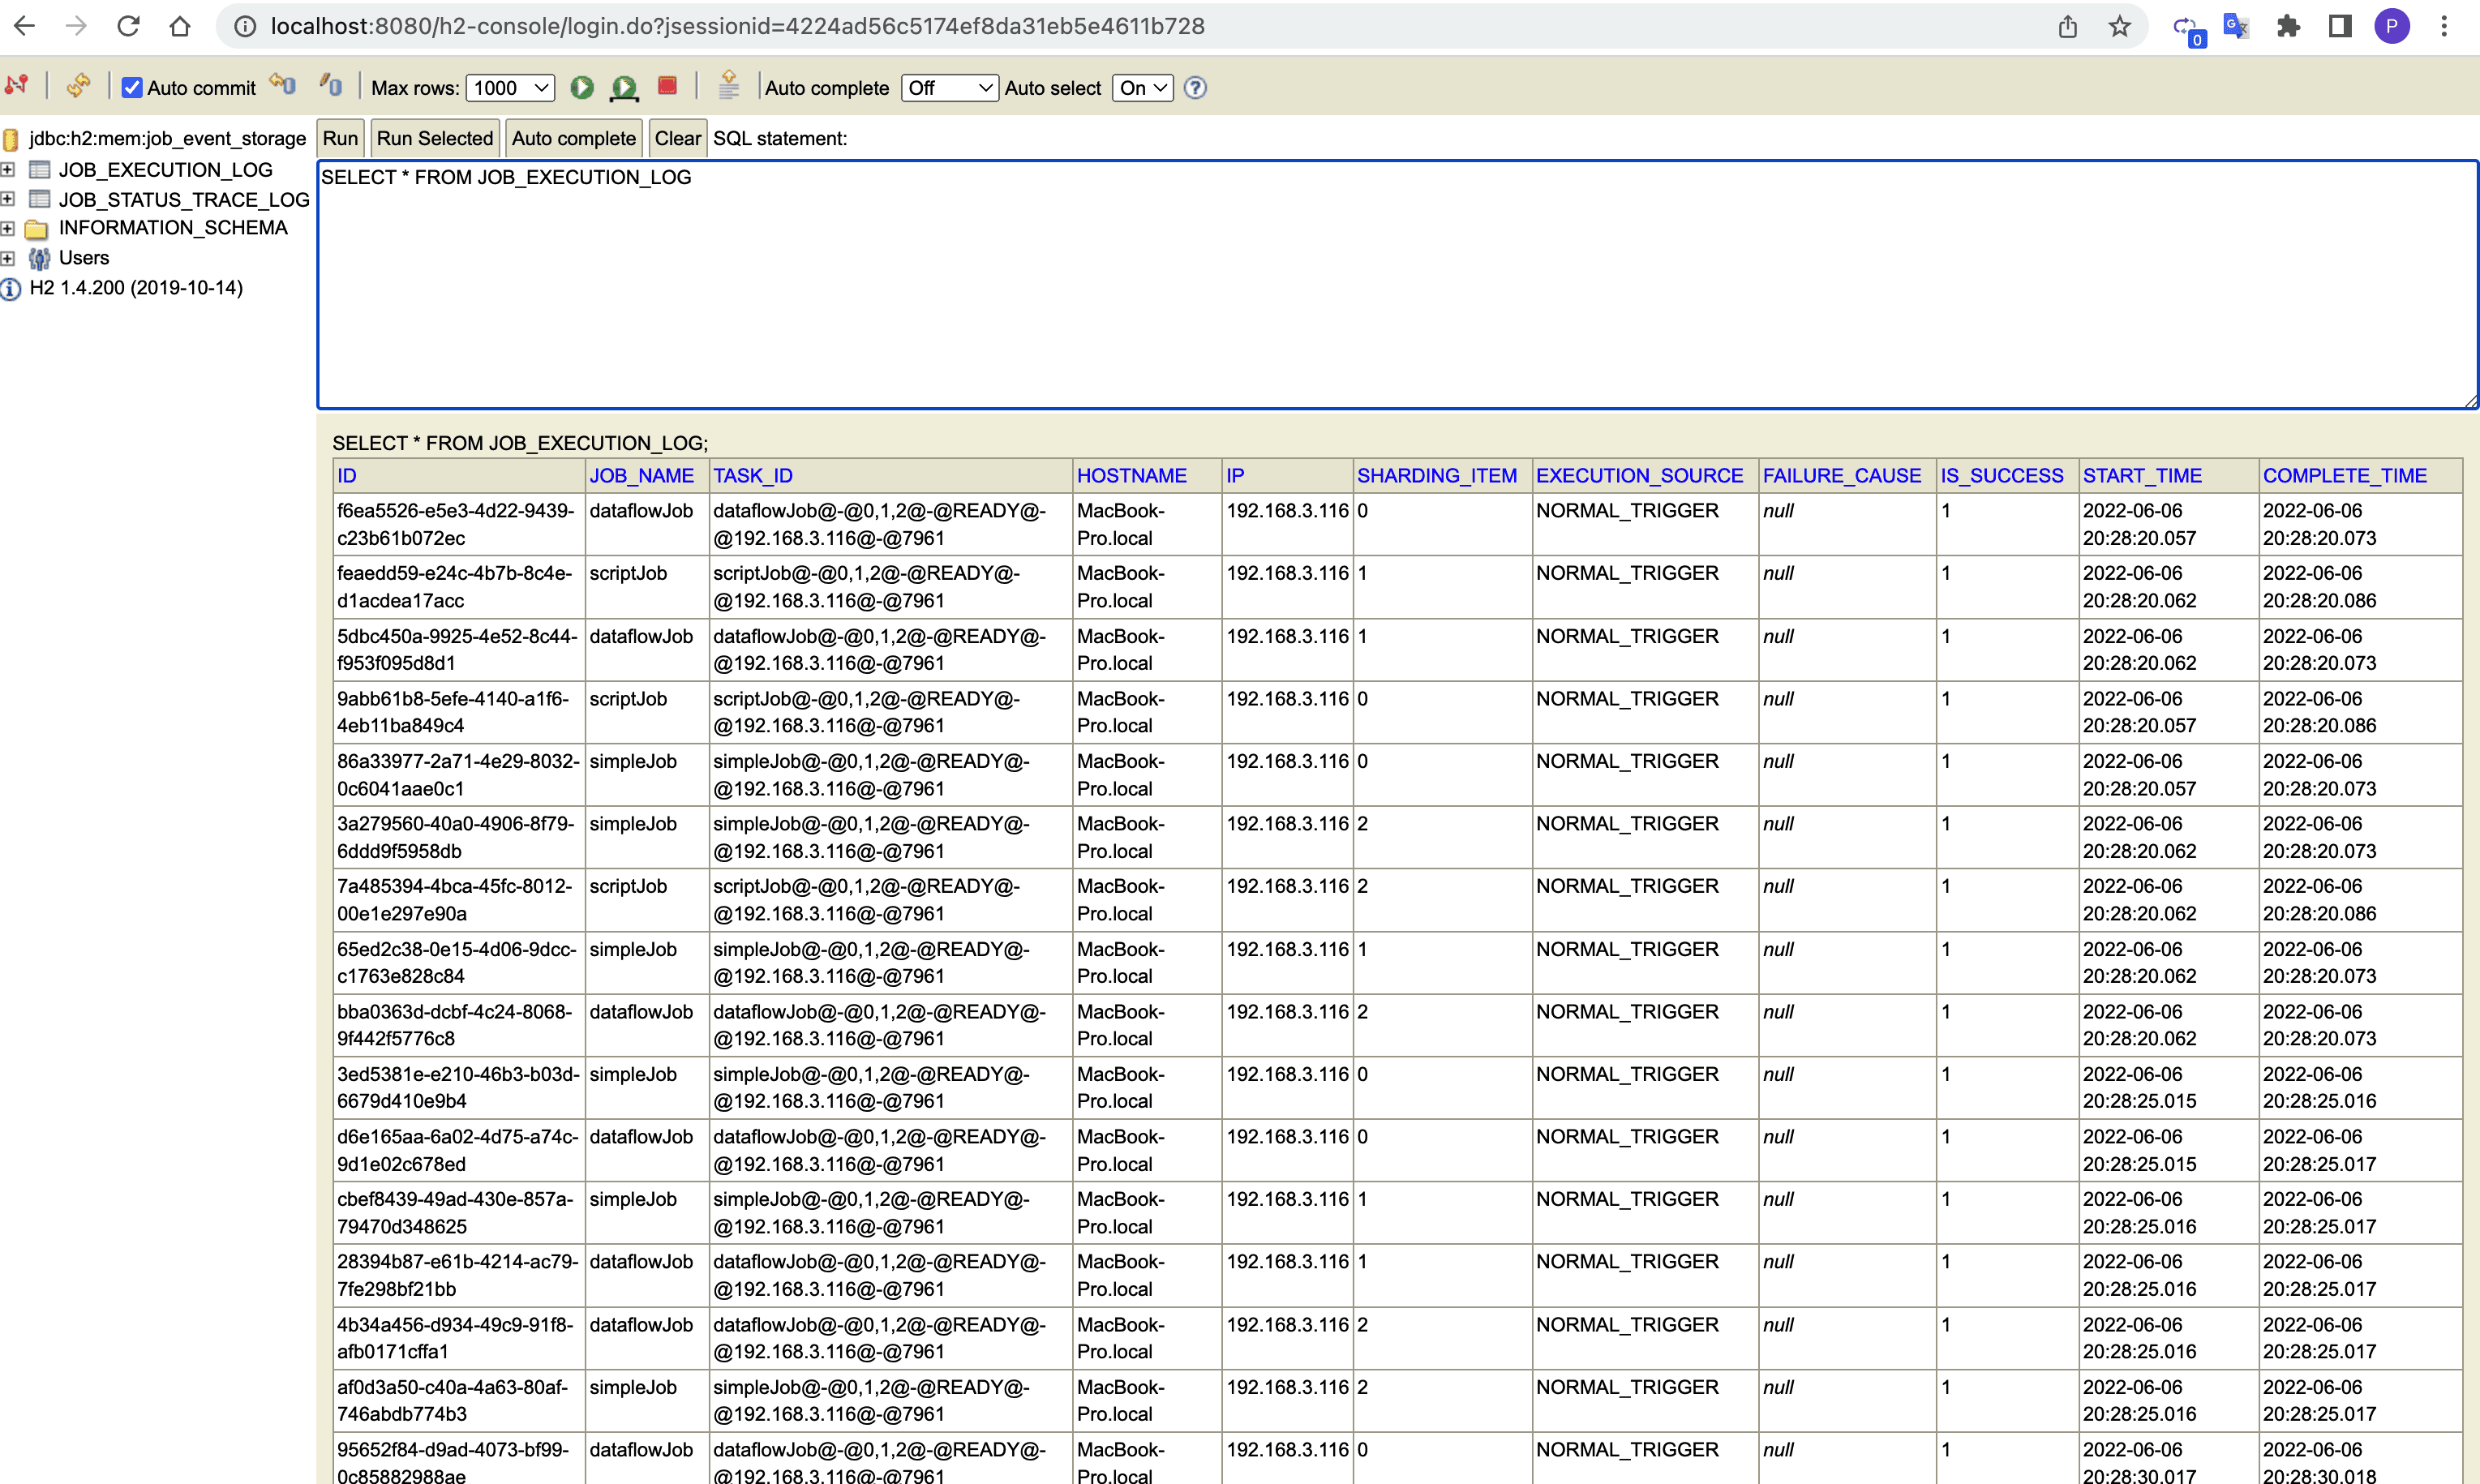 localhost:8080/h2-console/login.do?jsessionid=4224ad56c5174ef8da31eb5e4611b728
0
G
P
Auto commit
Max rows: 1000
Auto complete Off
Auto select On
?
jdbc:h2:mem:job_event_storage
JOB_EXECUTION_LOG
JOB_STATUS_TRACE_LOG
INFORMATION_SCHEMA
Users
H2 1.4.200 (2019-10-14)
Run Run Selected Auto complete Clear SQL statement:
SELECT * FROM JOB_EXECUTION_LOG
SELECT * FROM JOB_EXECUTION_LOG;
ID JOB_NAME TASK_ID HOSTNAME IP SHARDING_ITEM EXECUTION_SOURCE FAILURE_CAUSE IS_SUCCESS START_TIME COMPLETE_TIME
f6ea5526-e5e3-4d22-9439- dataflowJob dataflowJob@-@0,1,2@-@READY@- MacBook- 192.168.3.116 0 NORMAL_TRIGGER null 1 2022-06-06 2022-06-06
c23b61b072ec @192.168.3.116@-@7961 Pro.local 20:28:20.057 20:28:20.073
feaedd59-e24c-4b7b-8c4e- scriptJob scriptJob@-@0,1,2@-@READY@- MacBook- 192.168.3.116 1 NORMAL_TRIGGER null 1 2022-06-06 2022-06-06
d1acdea17acc @192.168.3.116@-@7961 Pro.local 20:28:20.062 20:28:20.086
5dbc450a-9925-4e52-8c44- dataflowJob dataflowJob@-@0,1,2@-@READY@- MacBook- 192.168.3.116 1 NORMAL_TRIGGER null 1 2022-06-06 2022-06-06
f953f095d8d1 @192.168.3.116@-@7961 Pro.local 20:28:20.062 20:28:20.073
9abb61b8-5efe-4140-a1f6- scriptJob scriptJob@-@0,1,2@-@READY@- MacBook- 192.168.3.116 0 NORMAL_TRIGGER null 1 2022-06-06 2022-06-06
4eb11ba849c4 @192.168.3.116@-@7961 Pro.local 20:28:20.057 20:28:20.086
86a33977-2a71-4e29-8032- simpleJob simpleJob@-@0,1,2@-@READY@- MacBook- 192.168.3.116 0 NORMAL_TRIGGER null 1 2022-06-06 2022-06-06
0c6041aae0c1 @192.168.3.116@-@7961 Pro.local 20:28:20.057 20:28:20.073
3a279560-40a0-4906-8f79- simpleJob simpleJob@-@0,1,2@-@READY@- MacBook- 192.168.3.116 2 NORMAL_TRIGGER null 1 2022-06-06 2022-06-06
6ddd9f5958db @192.168.3.116@-@7961 Pro.local 20:28:20.062 20:28:20.073
7a485394-4bca-45fc-8012- scriptJob scriptJob@-@0,1,2@-@READY@- MacBook- 192.168.3.116 2 NORMAL_TRIGGER null 1 2022-06-06 2022-06-06
00e1e297e90a @192.168.3.116@-@7961 Pro.local 20:28:20.062 20:28:20.086
65ed2c38-0e15-4d06-9dcc- simpleJob simpleJob@-@0,1,2@-@READY@- MacBook- 192.168.3.116 1 NORMAL_TRIGGER null 1 2022-06-06 2022-06-06
c1763e828c84 @192.168.3.116@-@7961 Pro.local 20:28:20.062 20:28:20.073
bba0363d-dcbf-4c24-8068- dataflowJob dataflowJob@-@0,1,2@-@READY@- MacBook- 192.168.3.116 2 NORMAL_TRIGGER null 1 2022-06-06 2022-06-06
9f442f5776c8 @192.168.3.116@-@7961 Pro.local 20:28:20.062 20:28:20.073
3ed5381e-e210-46b3-b03d- simpleJob simpleJob@-@0,1,2@-@READY@- MacBook- 192.168.3.116 0 NORMAL_TRIGGER null 1 2022-06-06 2022-06-06
6679d410e9b4 @192.168.3.116@-@7961 Pro.local 20:28:25.015 20:28:25.016
d6e165aa-6a02-4d75-a74c- dataflowJob dataflowJob@-@0,1,2@-@READY@- MacBook- 192.168.3.116 0 NORMAL_TRIGGER null 1 2022-06-06 2022-06-06
9d1e02c678ed @192.168.3.116@-@7961 Pro.local 20:28:25.015 20:28:25.017
cbef8439-49ad-430e-857a- simpleJob simpleJob@-@0,1,2@-@READY@- MacBook- 192.168.3.116 1 NORMAL_TRIGGER null 1 2022-06-06 2022-06-06
79470d348625 @192.168.3.116@-@7961 Pro.local 20:28:25.016 20:28:25.017
28394b87-e61b-4214-ac79- dataflowJob dataflowJob@-@0,1,2@-@READY@- MacBook- 192.168.3.116 1 NORMAL_TRIGGER null 1 2022-06-06 2022-06-06
7fe298bf21bb @192.168.3.116@-@7961 Pro.local 20:28:25.016 20:28:25.017
4b34a456-d934-49c9-91f8- dataflowJob dataflowJob@-@0,1,2@-@READY@- MacBook- 192.168.3.116 2 NORMAL_TRIGGER null 1 2022-06-06 2022-06-06
afb0171cffa1 @192.168.3.116@-@7961 Pro.local 20:28:25.016 20:28:25.017
af0d3a50-c40a-4a63-80af- simpleJob simpleJob@-@0,1,2@-@READY@- MacBook- 192.168.3.116 2 NORMAL_TRIGGER null 1 2022-06-06 2022-06-06
746abdb774b3 @192.168.3.116@-@7961 Pro.local 20:28:25.016 20:28:25.017
95652f84-d9ad-4073-bf99- dataflowJob dataflowJob@-@0,1,2@-@READY@- MacBook- 192.168.3.116 0 NORMAL_TRIGGER null 1 2022-06-06 2022-06-06
0c85882988ae @192.168.3.116@-@7961 Pro.local 20:28:30.017 20:28:30.018